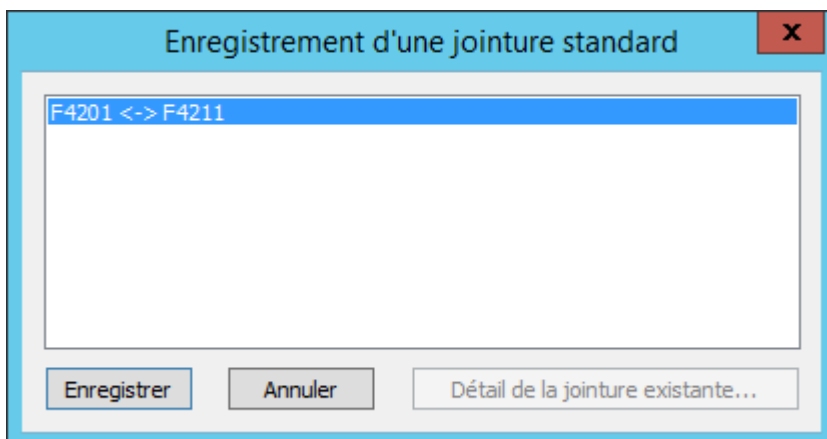 Enregistrement d'une jointure standard
x
F4201 <-> F4211
Enregistrer Annuler Détail de la jointure existante...